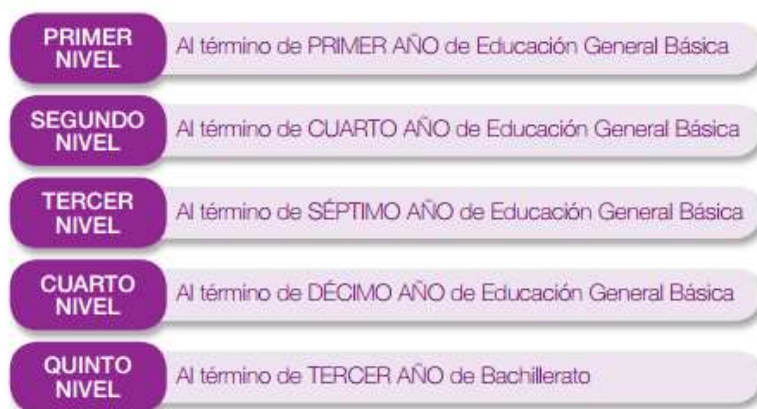 PRIMER
NIVEL
Al término de PRIMER AÑO de Educación General Básica
SEGUNDO
NIVEL
Al término de CUARTO AÑO de Educación General Básica
TERCER
NIVEL
Al término de SÉPTIMO AÑO de Educación General Básica
CUARTO
NIVEL
Al término de DÉCIMO AÑO de Educación General Básica
QUINTO
NIVEL
Al término de TERCER AÑO de Bachillerato